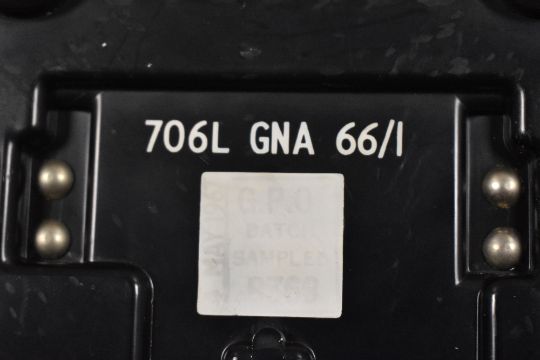 706L GNA 66/1
G.P.O.
BATCH
SAMPLED